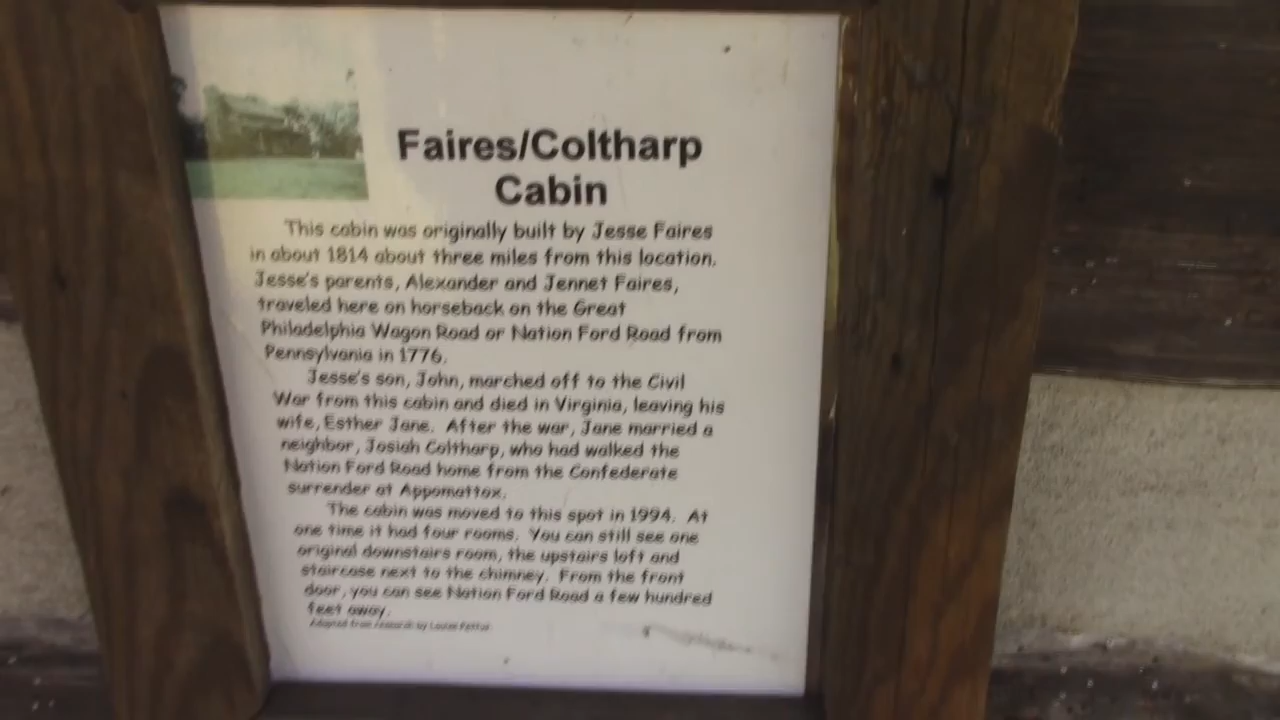 Faires/Coltharp
Cabin
This cabin was originally built by Jesse Faires
in about 1814 about three miles from this location.
Jesse's parents, Alexander and Jennet Faires,
traveled here on horseback on the Great
Philadelphia Wagon Road or Nation Ford Road from
Pennsylvania in 1776.
Jesse's son, John, marched off to the Civil
War from this cabin and died in Virginia, leaving his
wife, Esther Jane. After the war, Jane married a
neighbor, Josiah Coltharp, who had walked the
Nation Ford Road home from the Confederate
surrender at Appomattox.
The cabin was moved to this spot in 1994. At
one time it had four rooms. You can still see one
original downstairs room, the upstairs loft and
staircase next to the chimney. From the front
door, you can see Nation Ford Road a few hundred
feet away.
Adapted from research by Louise Pettus